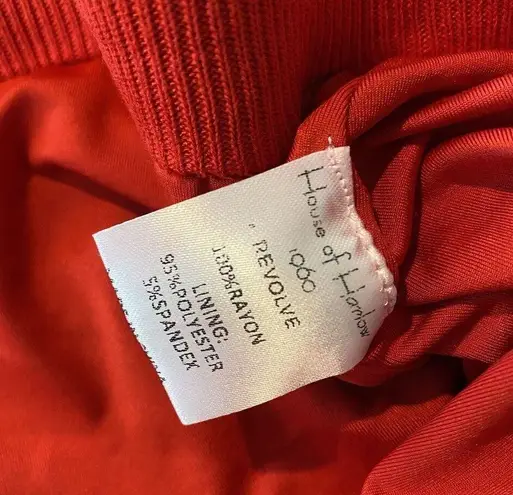 House of Harlow
1960
REVOLVE
100%RAYON
LINING:
95%POLYESTER
5%SPANDEX